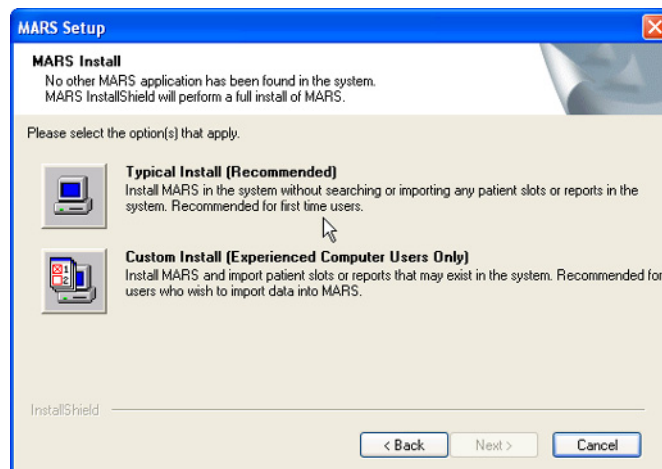 MARS Setup
MARS Install
No other MARS application has been found in the system.
MARS InstallShield will perform a full install of MARS.
Please select the option(s) that apply.
Typical Install (Recommended)
Install MARS in the system without searching or importing any patient slots or reports in the
system. Recommended for first time users.
Custom Install (Experienced Computer Users Only)
Install MARS and import patient slots or reports that may exist in the system. Recommended for
users who wish to import data into MARS.
InstallShield
< Back
Next >
Cancel